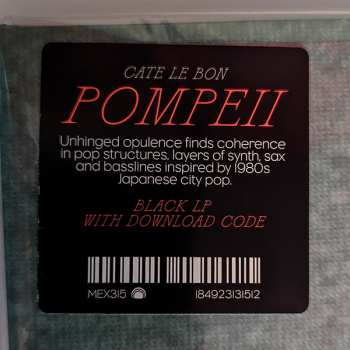 CATE LE BON
POMPEII
Unhinged opulence finds coherence
in pop structures, layers of synth, sax
and basslines inspired by 1980s
Japanese city pop.
BLACK LP
WITH DOWNLOAD CODE
MEX315 184923131512